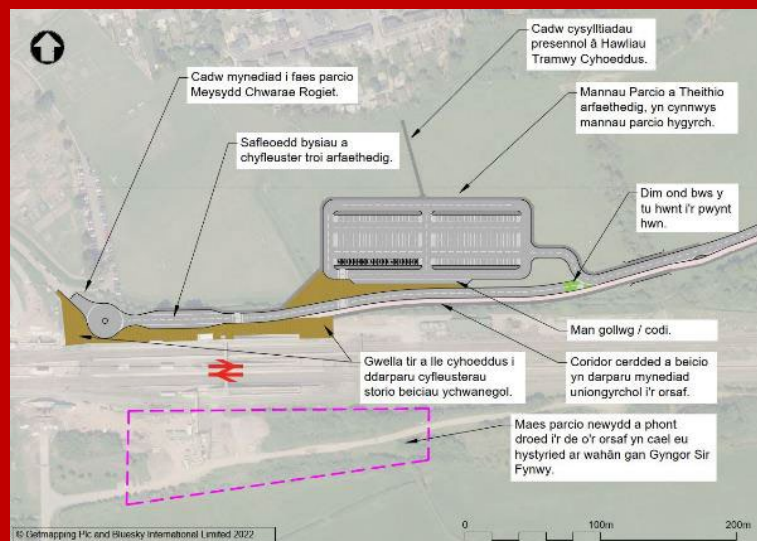 Cadw cysylltiadau
presennol â Hawliau
Tramwy Cyhoeddus.
Cadw mynediad i faes parcio
Meysydd Chwarae Rogiet.
Mannau Parcio a Theithio
arfaethedig, yn cynnwys
mannau parcio hygyrch.
Safleoedd bysiau a
chyfleuster troi arfaethedig.
Dim ond bws y
tu hwnt i'r pwynt
hwn.
Man gollwg / codi.
Gwella tir a lle cyhoeddus i
ddarparu cyfleusterau
storio beiciau ychwanegol.
Coridor cerdded a beicio
yn darparu mynediad
uniongyrchol i'r orsaf.
Maes parcio newydd a phont
droed i'r de o'r orsaf yn cael eu
hystyried ar wahân gan Gyngor Sir
Fynwy.
0 100m 200m
© Getmapping Plc and Bluesky International Limited 2022